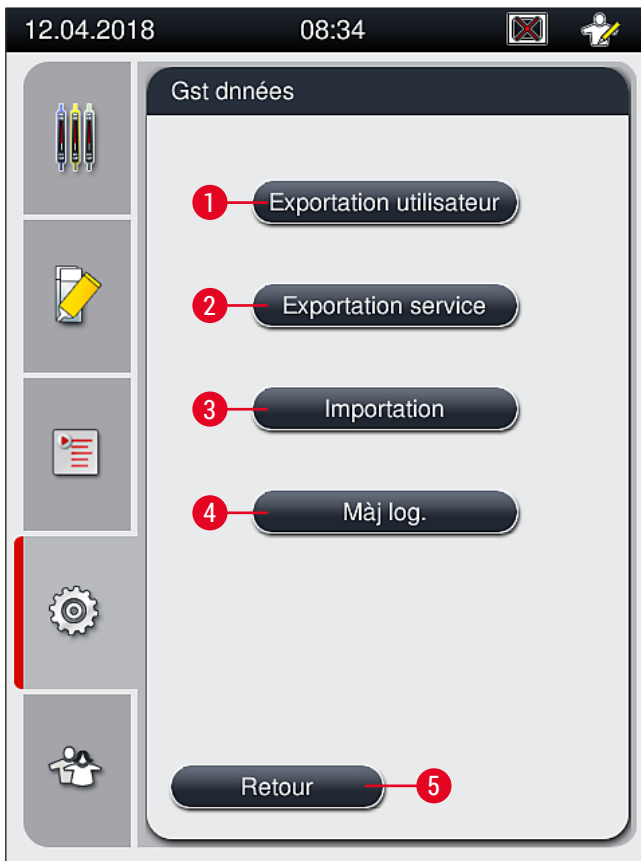 12.04.2018 08:34
Gst dnnées
1 Exportation utilisateur
2 Exportation service
3 Importation
4 Màj log.
Retour 5